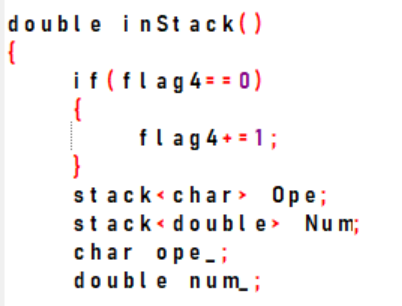 double inStack()
{
if(flag4==0)
{
flag4+=1;
}
stack<char> Ope;
stack<double> Num;
char ope_;
double num_;